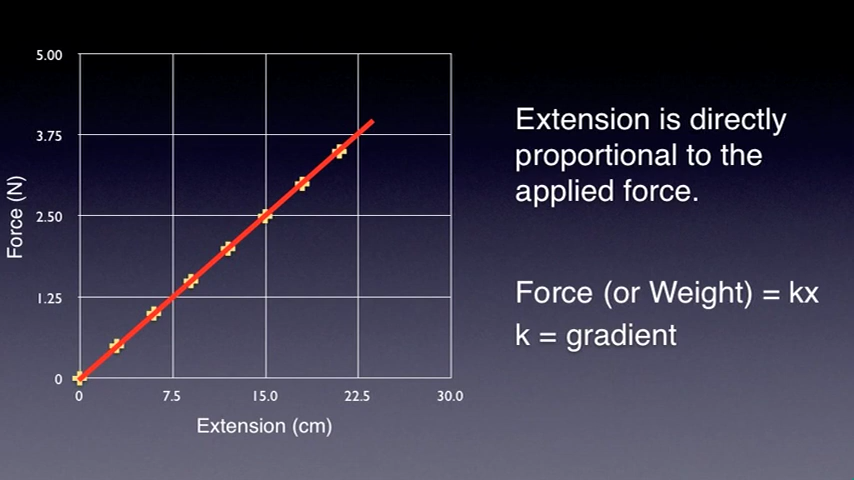 5.00
3.75
2.50
1.25
0
0 7.5 15.0 22.5 30.0
Force (N)
Extension (cm)
Extension is directly
proportional to the
applied force.
Force (or Weight) = kx
k = gradient